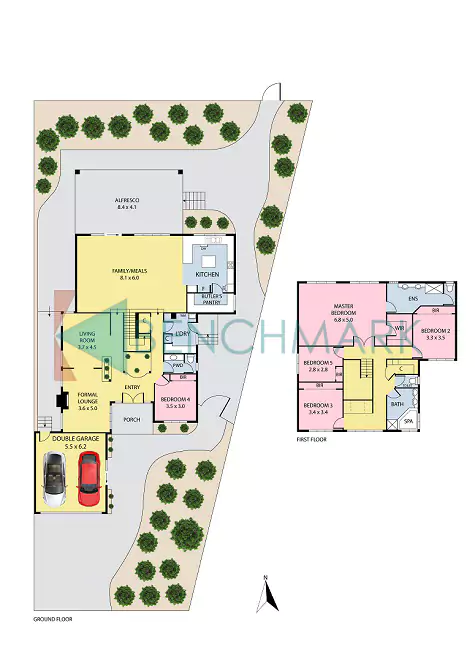 ALFRESCO
8.4 x 4.1
FAMILY/MEALS
8.1 x 6.0
KITCHEN
BUTLER'S
PANTRY
LIVING
ROOM
3.7 x 4.5
C
L'DRY
PWD
BIR
ENTRY
BEDROOM 4
3.5 x 3.0
FORMAL
LOUNGE
3.6 x 5.0
PORCH
DOUBLE GARAGE
5.5 x 6.2
GROUND FLOOR
BENCHMARK
MASTER
BEDROOM
6.8 x 5.0
ENS
BIR
WIR
BEDROOM 2
3.3 x 3.5
BEDROOM 5
2.8 x 2.8
BIR
C
BEDROOM 3
3.4 x 3.4
BATH
SPA
FIRST FLOOR
N